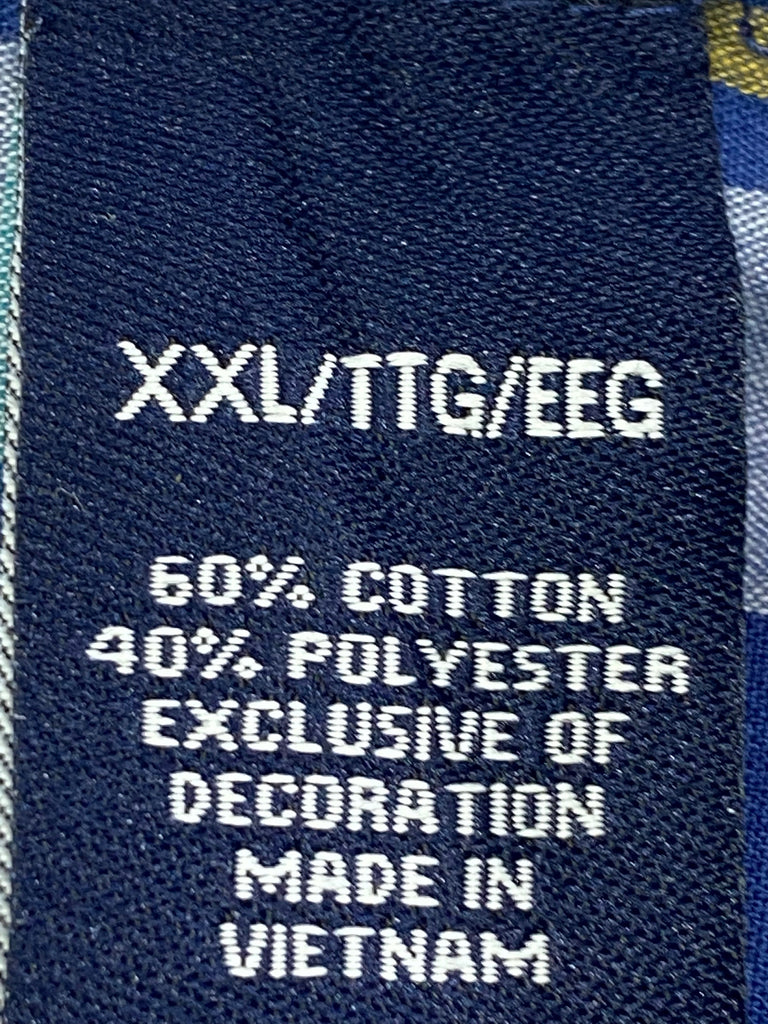 XXL/TTG/EEG
60% COTTON
40% POLYESTER
EXCLUSIVE OF
DECORATION
MADE IN
VIETNAM